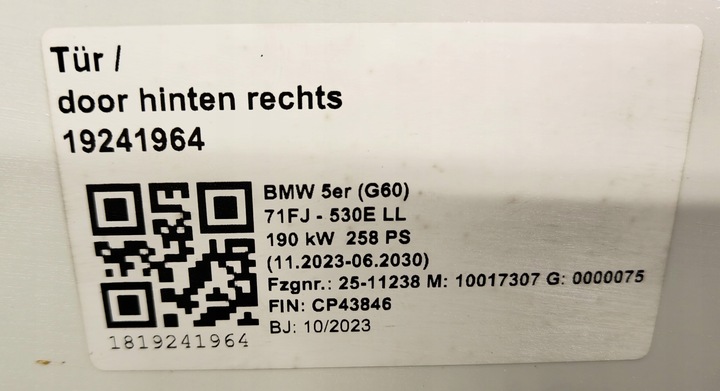 Tür /
door hinten rechts
19241964
BMW 5er (G60)
71FJ - 530E LL
190 kW 258 PS
(11.2023-06.2030)
Fzgnr.: 25-11238 M: 10017307 G: 0000075
FIN: CP43846
BJ: 10/2023
1819241964